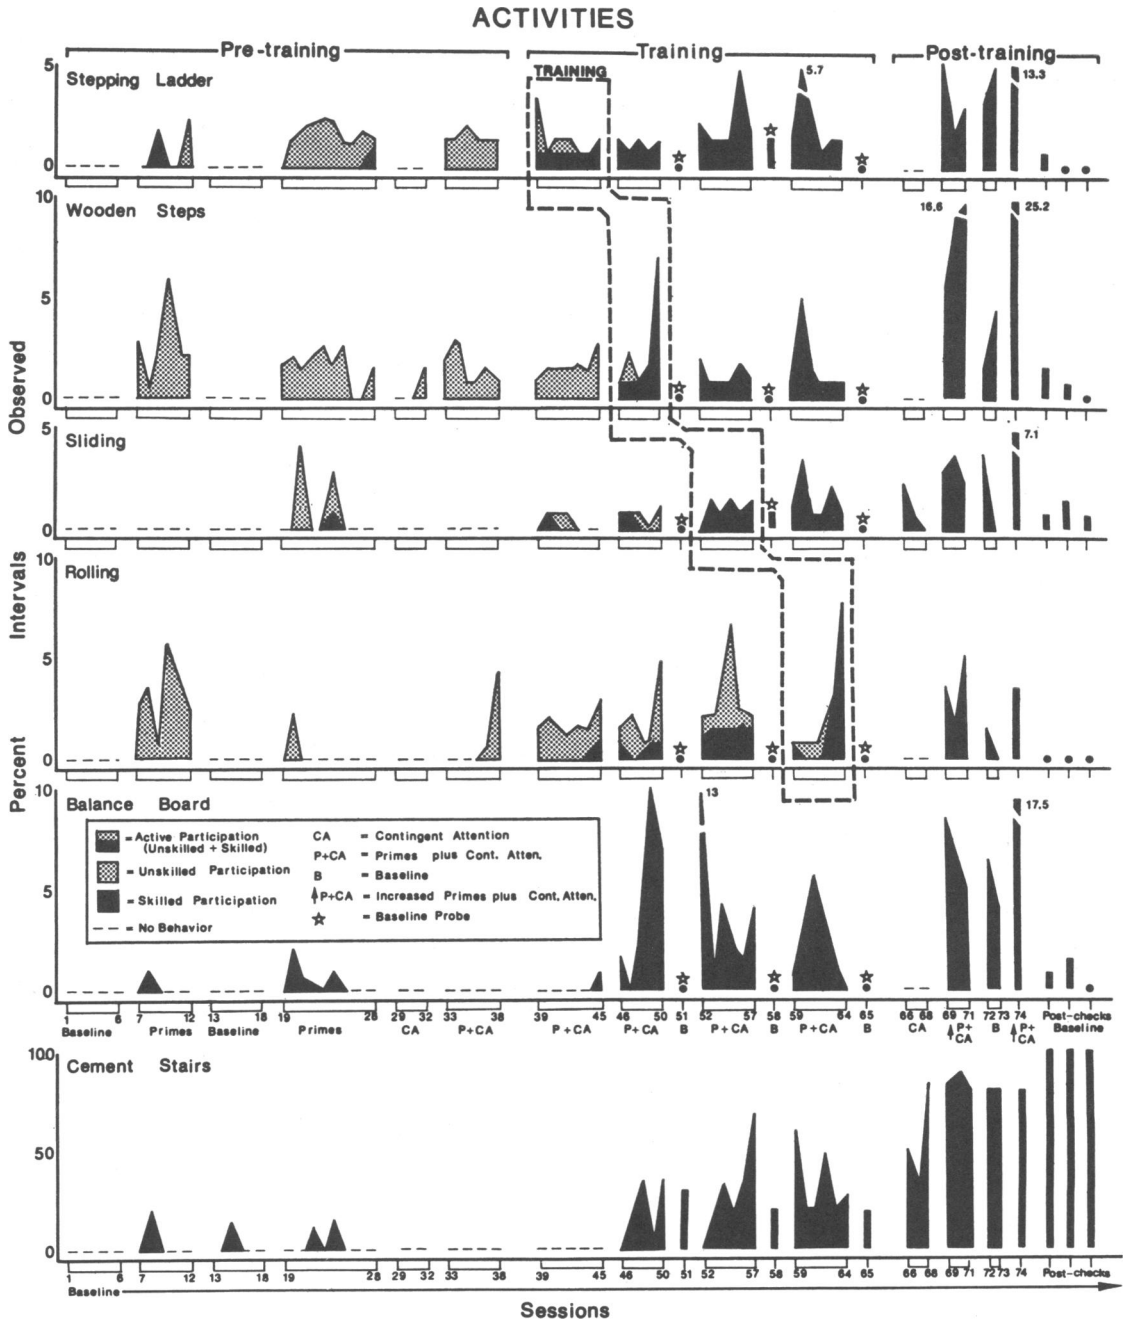 ACTIVITIES
Pre-training Training Post-training
5 Stepping Ladder TRAINING 5.7 13.3
0
10 Wooden Steps 16.6 25.2
5
0
5 Sliding 7.1
0
10 Rolling
5
0
10 Balance Board 13 17.5
= Active Participation (Unskilled + Skilled)
= Unskilled Participation
= Skilled Participation
--- = No Behavior
CA = Contingent Attention
P+CA = Primes plus Cont. Atten.
B = Baseline
↑P+CA = Increased Primes plus Cont. Atten.
☆ = Baseline Probe
5
0
1 6 7 12 13 18 19 28 29 32 33 38 39 45 46 50 51 52 57 58 59 64 65 66 68 69 71 72 73 74 Post-checks
Baseline Primes Baseline Primes CA P+CA P+CA P+CA B P+CA B P+CA B CA ↑P+CA B ↑P+CA Baseline
100 Cement Stairs
50
0
1 6 7 12 13 18 19 28 29 32 33 38 39 45 46 50 51 52 57 58 59 64 65 66 68 69 71 72 73 74 Post-checks
Baseline
Sessions
Percent Intervals Observed